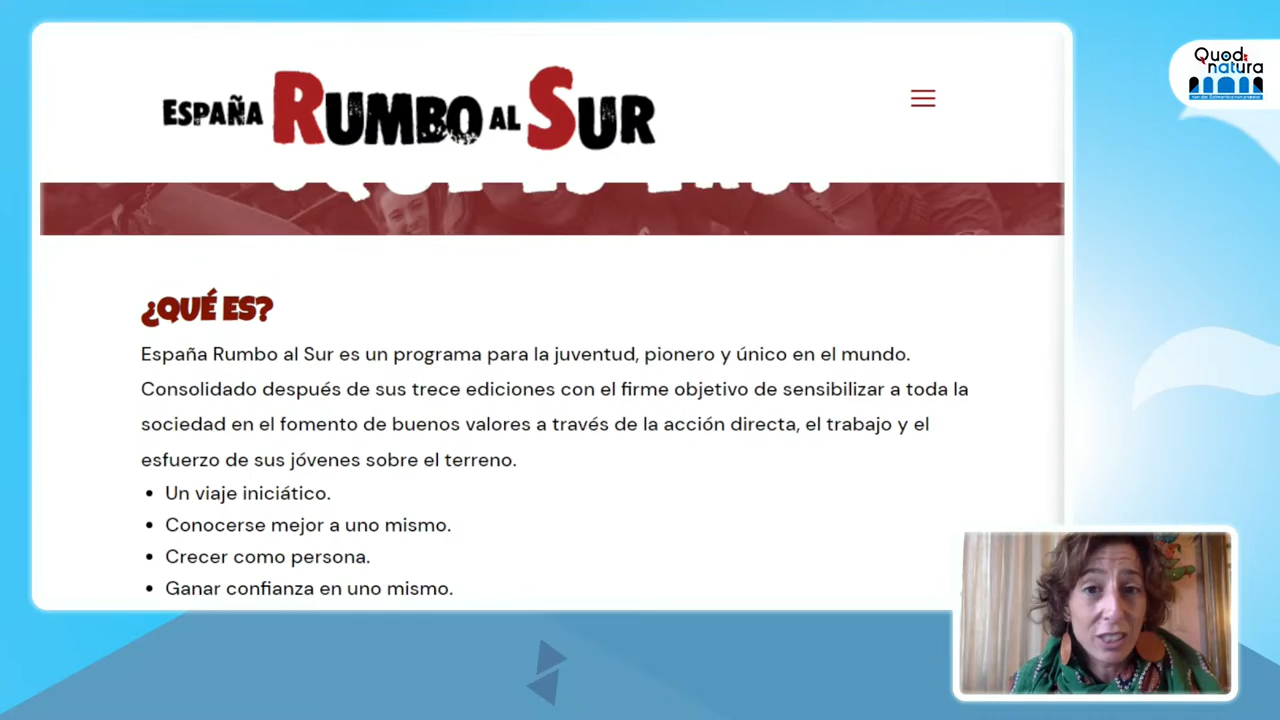 ESPAÑA RUMBO AL SUR
Quod
natura
¿QUÉ ES?
España Rumbo al Sur es un programa para la juventud, pionero y único en el mundo.
Consolidado después de sus trece ediciones con el firme objetivo de sensibilizar a toda la
sociedad en el fomento de buenos valores a través de la acción directa, el trabajo y el
esfuerzo de sus jóvenes sobre el terreno.
• Un viaje iniciático.
• Conocerse mejor a uno mismo.
• Crecer como persona.
• Ganar confianza en uno mismo.